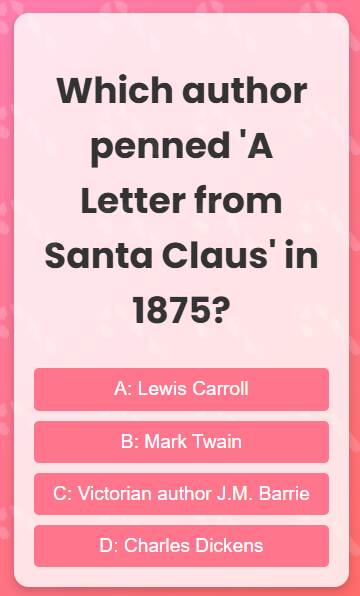 Which author
penned 'A
Letter from
Santa Claus' in
1875?
A: Lewis Carroll
B: Mark Twain
C: Victorian author J.M. Barrie
D: Charles Dickens